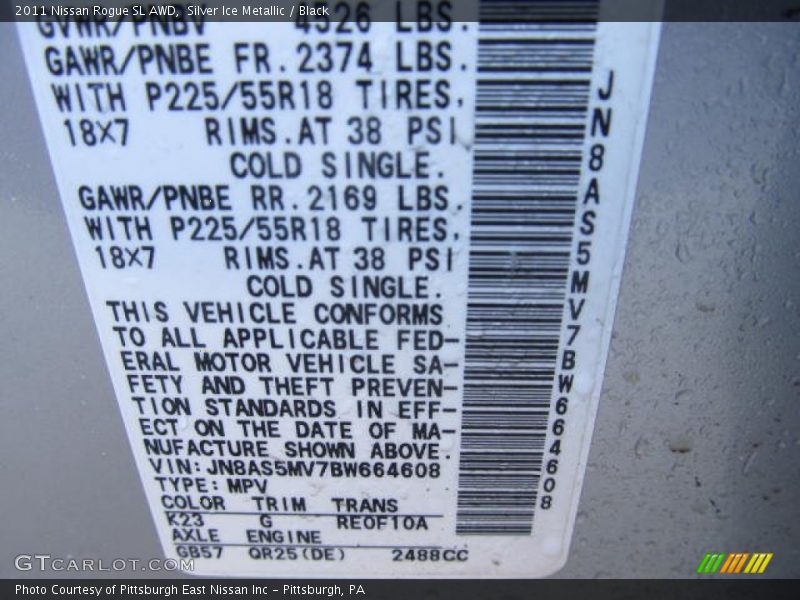 2011 Nissan Rogue SL AWD, Silver Ice Metallic / Black
GVWR/PNBV 4526 LBS.
GAWR/PNBE FR. 2374 LBS.
WITH P225/55R18 TIRES,
18X7 RIMS.AT 38 PSI
COLD SINGLE.
GAWR/PNBE RR. 2169 LBS.
WITH P225/55R18 TIRES,
18X7 RIMS.AT 38 PSI
COLD SINGLE.
THIS VEHICLE CONFORMS
TO ALL APPLICABLE FED-
ERAL MOTOR VEHICLE SA-
FETY AND THEFT PREVEN-
TION STANDARDS IN EFF-
ECT ON THE DATE OF MA-
NUFACTURE SHOWN ABOVE.
VIN:JN8AS5MV7BW664608
TYPE:MPV
COLOR TRIM TRANS
K23 G RE0F10A
AXLE ENGINE
GB57 QR25(DE) 2488CC
JN8AS5MV7BW664608
GTCARLOT.COM
Photo Courtesy of Pittsburgh East Nissan Inc - Pittsburgh, PA